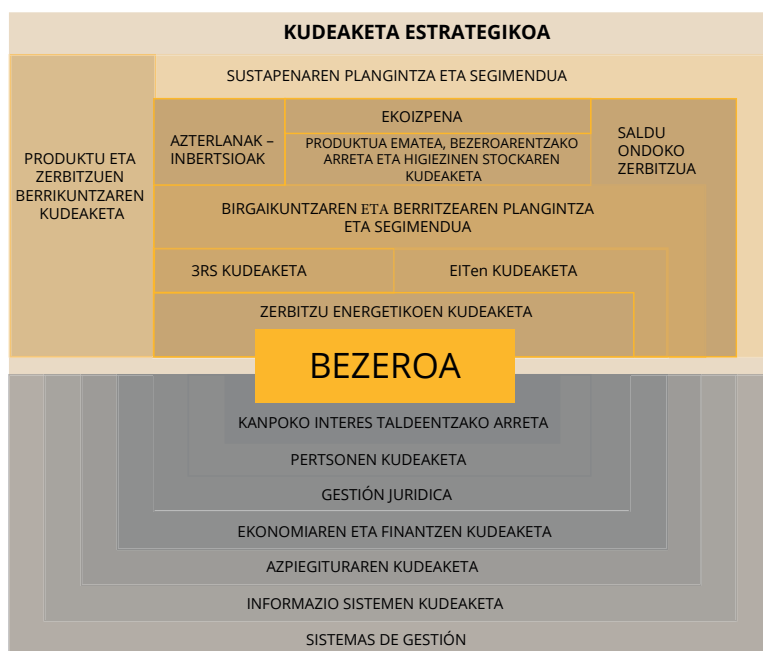 KUDEAKETA ESTRATEGIKOA
SUSTAPENAREN PLANGINTZA ETA SEGIMENDUA
PRODUKTU ETA
ZERBITZUEN
BERRIKUNTZAREN
KUDEAKETA
AZTERLANAK –
INBERTSIOAK
EKOIZPENA
PRODUKTUA EMATEA, BEZEROARENTZAKO
ARRETA ETA HIGIEZINEN STOCKAREN
KUDEAKETA
SALDU
ONDOKO
ZERBITZUA
BIRGAIKUNTZAREN ETA BERRITZEAREN PLANGINTZA
ETA SEGIMENDUA
3RS KUDEAKETA
EITen KUDEAKETA
ZERBITZU ENERGETIKOEN KUDEAKETA
BEZEROA
KANPOKO INTERES TALDEENTZAKO ARRETA
PERTSONEN KUDEAKETA
GESTIÓN JURIDICA
EKONOMIAREN ETA FINANTZEN KUDEAKETA
AZPIEGITURAREN KUDEAKETA
INFORMAZIO SISTEMEN KUDEAKETA
SISTEMAS DE GESTIÓN